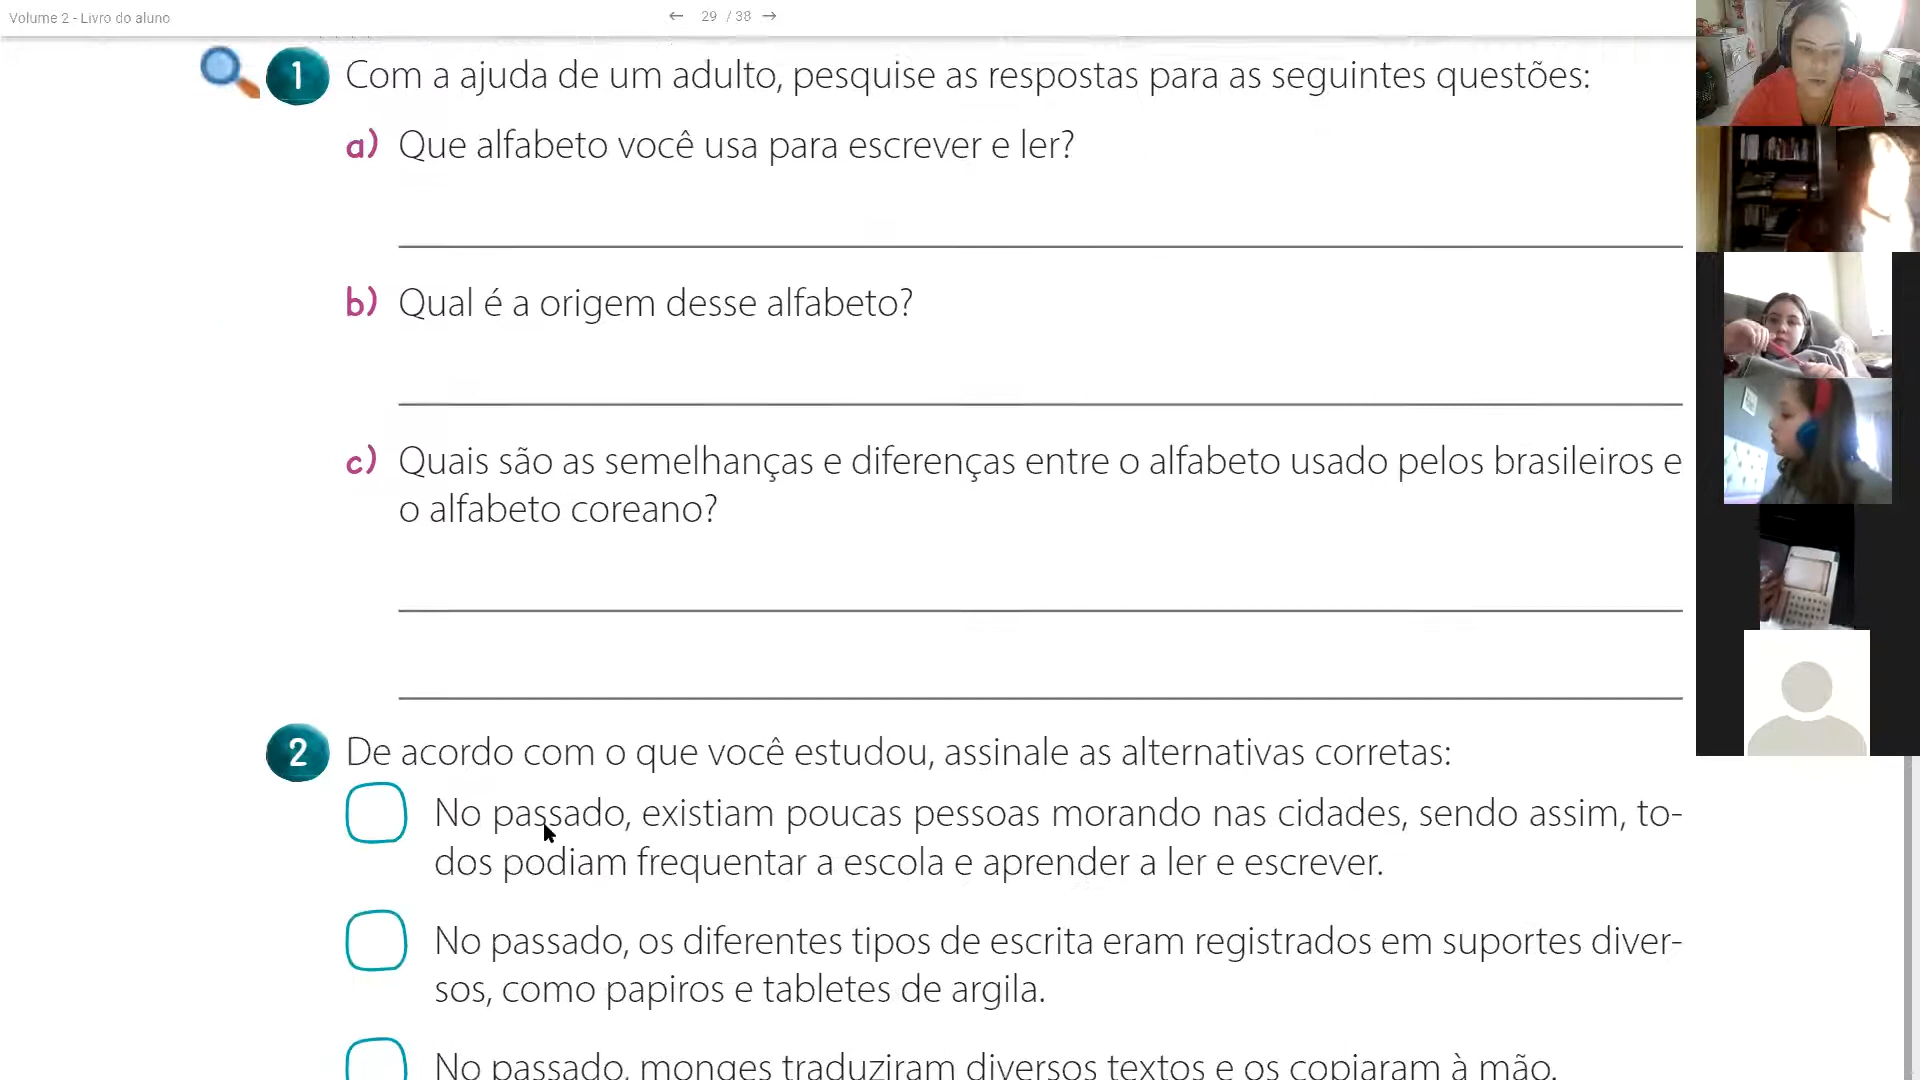 Volume 2 - Livro do aluno
← 29 / 38 →
1 Com a ajuda de um adulto, pesquise as respostas para as seguintes questões:
a) Que alfabeto você usa para escrever e ler?
b) Qual é a origem desse alfabeto?
c) Quais são as semelhanças e diferenças entre o alfabeto usado pelos brasileiros e
o alfabeto coreano?
2 De acordo com o que você estudou, assinale as alternativas corretas:
No passado, existiam poucas pessoas morando nas cidades, sendo assim, to-
dos podiam frequentar a escola e aprender a ler e escrever.
No passado, os diferentes tipos de escrita eram registrados em suportes diver-
sos, como papiros e tabletes de argila.
No passado, monges traduziram diversos textos e os copiaram à mão.